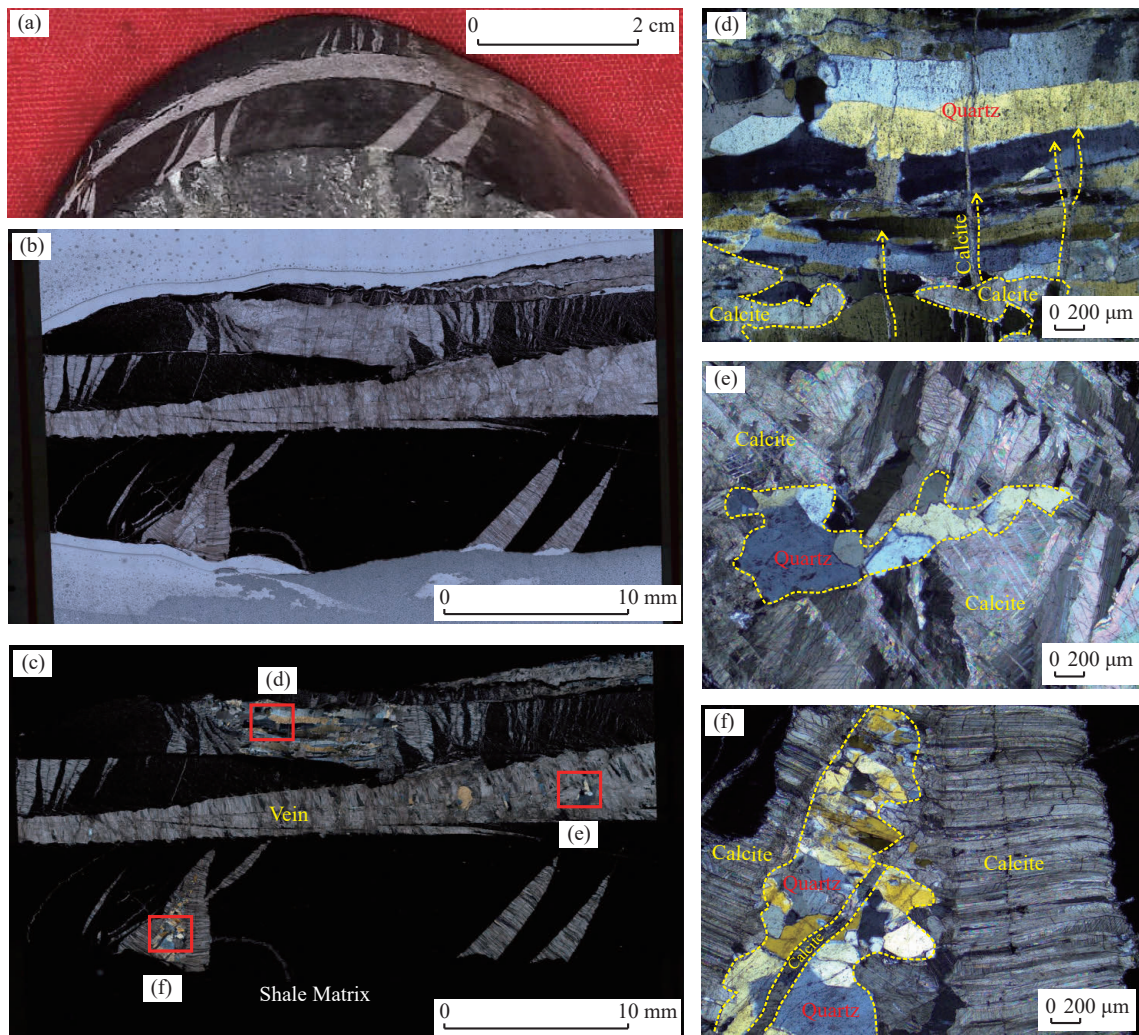 (a)
0 2 cm
(b)
0 10 mm
(c)
(d)
Vein
(e)
(f)
Shale Matrix
0 10 mm
(d)
Quartz
Calcite
Calcite
Calcite
0 200 μm
(e)
Calcite
Quartz
Calcite
0 200 μm
(f)
Calcite
Quartz
Calcite
Calcite
Quartz
0 200 μm